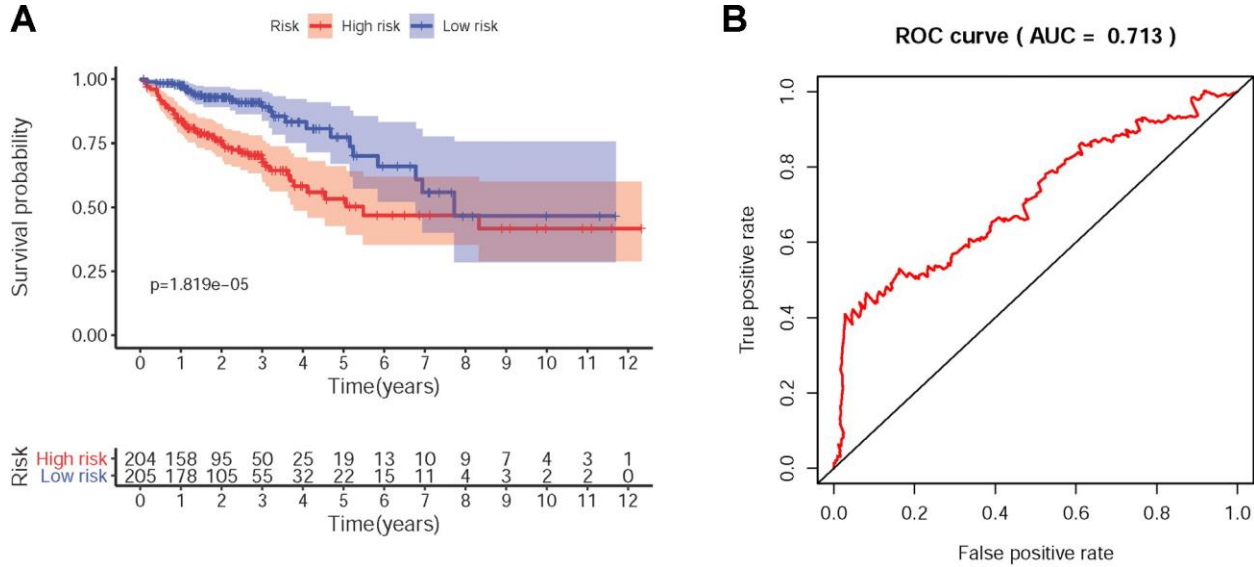 A
Risk High risk Low risk
Survival probability
1.00
0.75
0.50
0.25
0.00
p=1.819e−05
0 1 2 3 4 5 6 7 8 9 10 11 12
Time(years)
Risk
High risk 204 158 95 50 25 19 13 10 9 7 4 3 1
Low risk 205 178 105 55 32 22 15 11 4 3 2 2 0
0 1 2 3 4 5 6 7 8 9 10 11 12
Time(years)
B
ROC curve ( AUC = 0.713 )
True positive rate
1.0
0.8
0.6
0.4
0.2
0.0
0.0 0.2 0.4 0.6 0.8 1.0
False positive rate